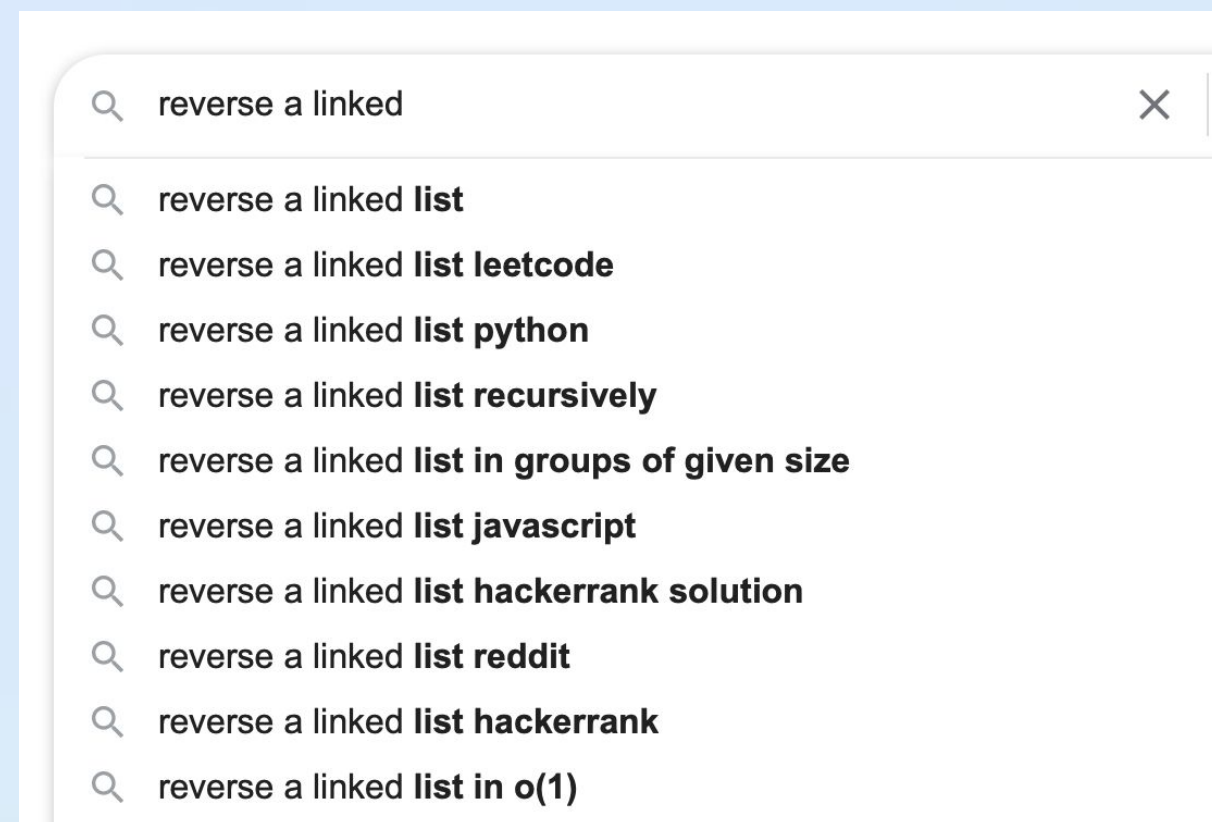 reverse a linked
reverse a linked list
reverse a linked list leetcode
reverse a linked list python
reverse a linked list recursively
reverse a linked list in groups of given size
reverse a linked list javascript
reverse a linked list hackerrank solution
reverse a linked list reddit
reverse a linked list hackerrank
reverse a linked list in o(1)